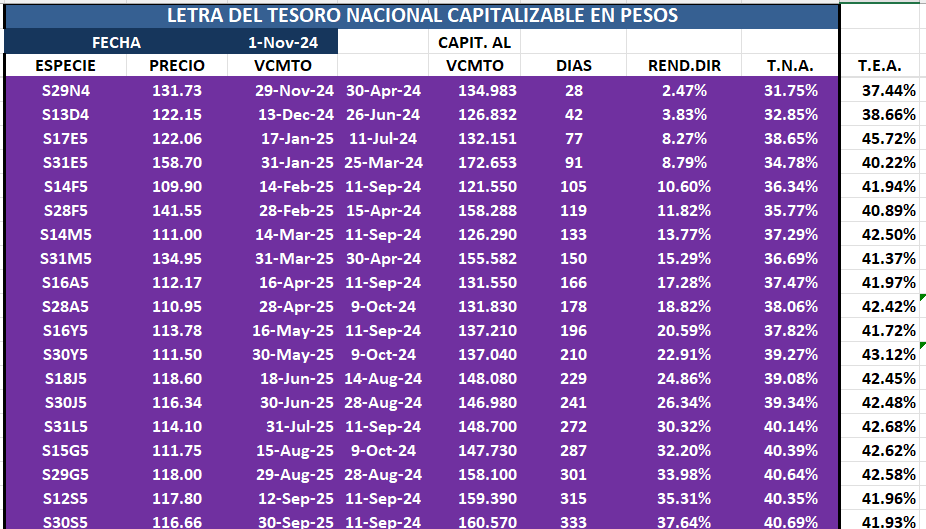 LETRA DEL TESORO NACIONAL CAPITALIZABLE EN PESOS
FECHA 1-Nov-24 CAPIT. AL
ESPECIE PRECIO VCMTO VCMTO DIAS REND.DIR T.N.A. T.E.A.
S29N4 131.73 29-Nov-24 30-Apr-24 134.983 28 2.47% 31.75% 37.44%
S13D4 122.15 13-Dec-24 26-Jun-24 126.832 42 3.83% 32.85% 38.66%
S17E5 122.06 17-Jan-25 11-Jul-24 132.151 77 8.27% 38.65% 45.72%
S31E5 158.70 31-Jan-25 25-Mar-24 172.653 91 8.79% 34.78% 40.22%
S14F5 109.90 14-Feb-25 11-Sep-24 121.550 105 10.60% 36.34% 41.94%
S28F5 141.55 28-Feb-25 15-Apr-24 158.288 119 11.82% 35.77% 40.89%
S14M5 111.00 14-Mar-25 11-Sep-24 126.290 133 13.77% 37.29% 42.50%
S31M5 134.95 31-Mar-25 30-Apr-24 155.582 150 15.29% 36.69% 41.37%
S16A5 112.17 16-Apr-25 11-Sep-24 131.550 166 17.28% 37.47% 41.97%
S28A5 110.95 28-Apr-25 9-Oct-24 131.830 178 18.82% 38.06% 42.42%
S16Y5 113.78 16-May-25 11-Sep-24 137.210 196 20.59% 37.82% 41.72%
S30Y5 111.50 30-May-25 9-Oct-24 137.040 210 22.91% 39.27% 43.12%
S18J5 118.60 18-Jun-25 14-Aug-24 148.080 229 24.86% 39.08% 42.45%
S30J5 116.34 30-Jun-25 28-Aug-24 146.980 241 26.34% 39.34% 42.48%
S31L5 114.10 31-Jul-25 11-Sep-24 148.700 272 30.32% 40.14% 42.68%
S15G5 111.75 15-Aug-25 9-Oct-24 147.730 287 32.20% 40.39% 42.62%
S29G5 118.00 29-Aug-25 28-Aug-24 158.100 301 33.98% 40.64% 42.58%
S12S5 117.80 12-Sep-25 11-Sep-24 159.390 315 35.31% 40.35% 41.96%
S30S5 116.66 30-Sep-25 11-Sep-24 160.570 333 37.64% 40.69% 41.93%